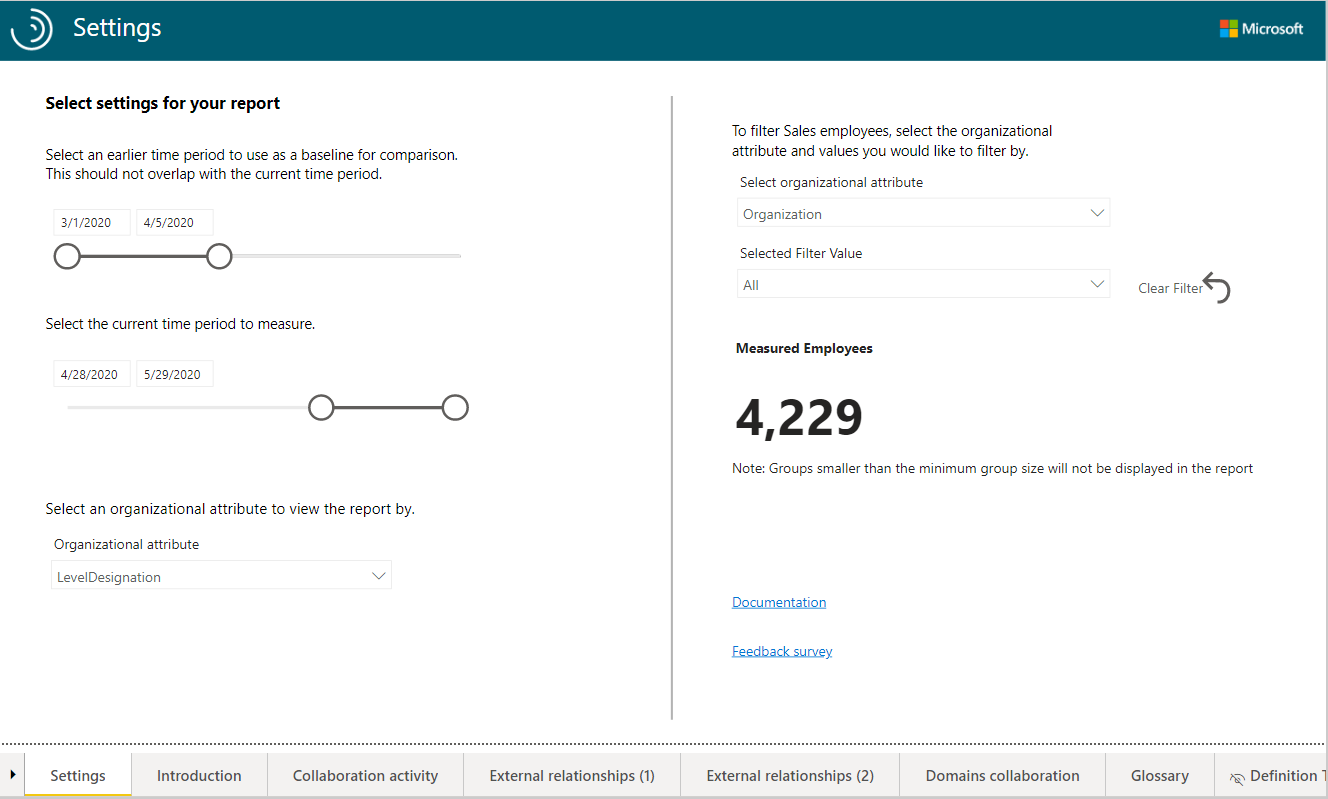 Settings
Microsoft
Select settings for your report
Select an earlier time period to use as a baseline for comparison.
This should not overlap with the current time period.
3/1/2020 4/5/2020
Select the current time period to measure.
4/28/2020 5/29/2020
Select an organizational attribute to view the report by.
Organizational attribute
LevelDesignation
To filter Sales employees, select the organizational
attribute and values you would like to filter by.
Select organizational attribute
Organization
Selected Filter Value
All
Clear Filter
Measured Employees
4,229
Note: Groups smaller than the minimum group size will not be displayed in the report
Documentation
Feedback survey
Settings Introduction Collaboration activity External relationships (1) External relationships (2) Domains collaboration Glossary Definition T